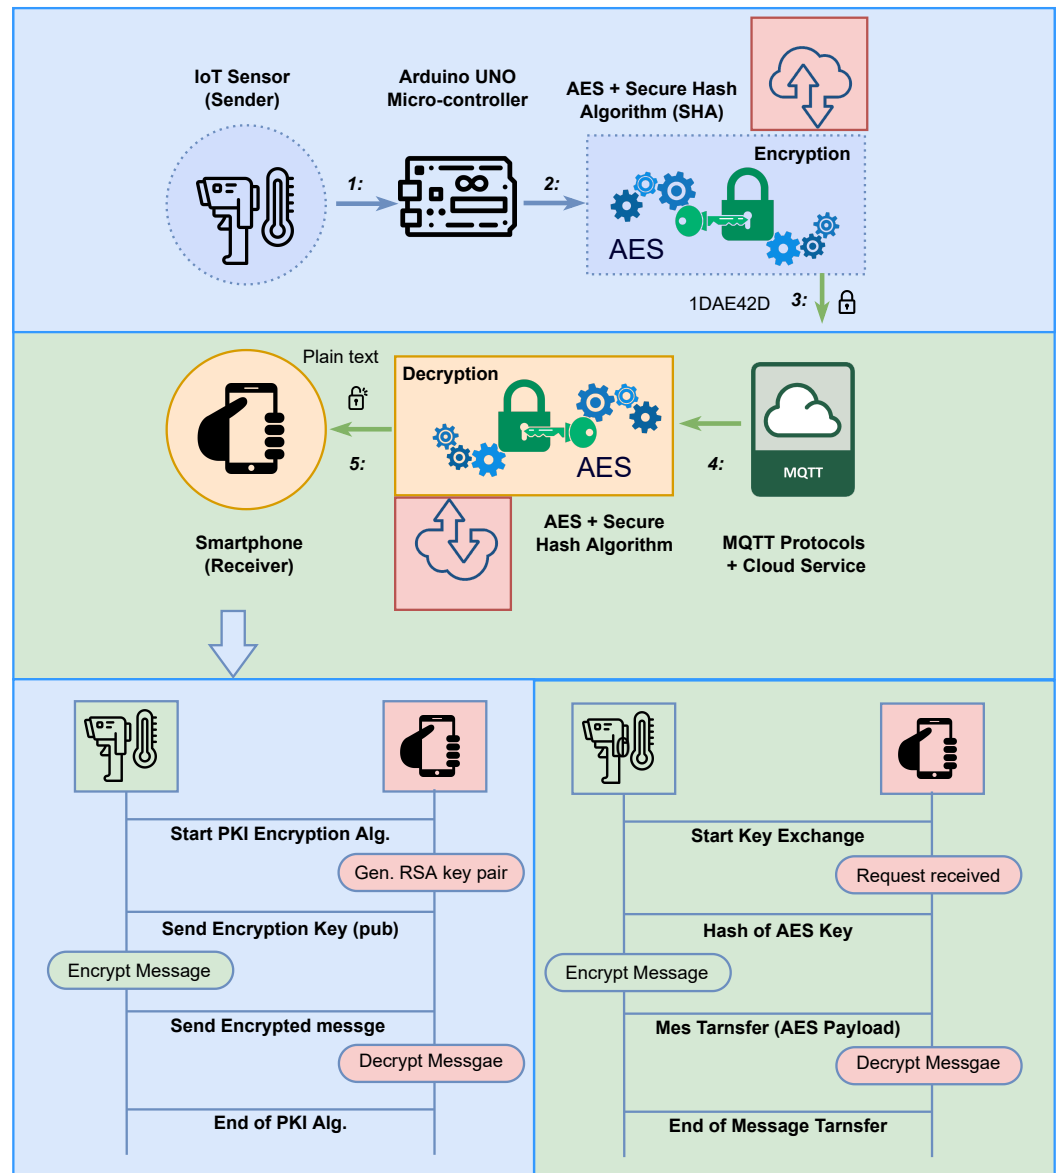 IoT Sensor
(Sender)
Arduino UNO
Micro-controller
AES + Secure Hash
Algorithm (SHA)
Encryption
1:
2:
AES
1DAE42D
3:
Plain text
Decryption
AES
5:
4:
MQTT
Smartphone
(Receiver)
AES + Secure
Hash Algorithm
MQTT Protocols
+ Cloud Service
Start PKI Encryption Alg.
Gen. RSA key pair
Send Encryption Key (pub)
Encrypt Message
Send Encrypted messge
Decrypt Messgae
End of PKI Alg.
Start Key Exchange
Request received
Hash of AES Key
Encrypt Message
Mes Tarnsfer (AES Payload)
Decrypt Messgae
End of Message Tarnsfer